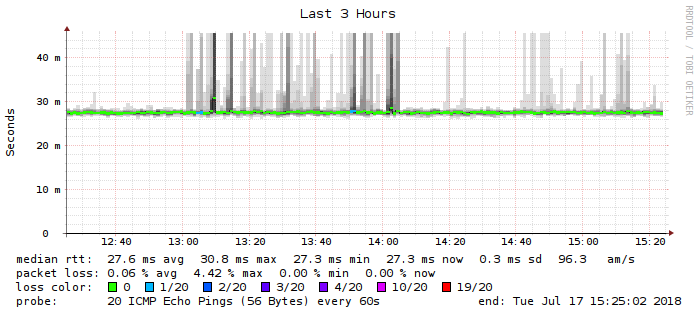 Last 3 Hours
RRDTOOL / TOBI OETIKER
Seconds
40 m
30 m
20 m
10 m
0
12:40 13:00 13:20 13:40 14:00 14:20 14:40 15:00 15:20
median rtt: 27.6 ms avg 30.8 ms max 27.3 ms min 27.3 ms now 0.3 ms sd 96.3 am/s
packet loss: 0.06 % avg 4.42 % max 0.00 % min 0.00 % now
loss color: 0 1/20 2/20 3/20 4/20 10/20 19/20
probe: 20 ICMP Echo Pings (56 Bytes) every 60s end: Tue Jul 17 15:25:02 2018